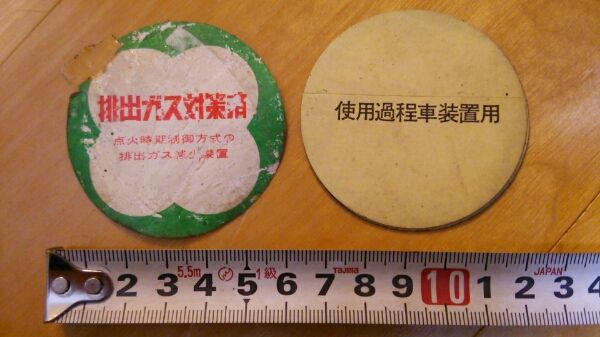 排出ガス対策済
点火時期制御方式の
排出ガス減少装置
使用過程車装置用
5.5m 1級 Tajima JAPAN
2 3 4 5 6 7 8 9 10 1 2 3 4